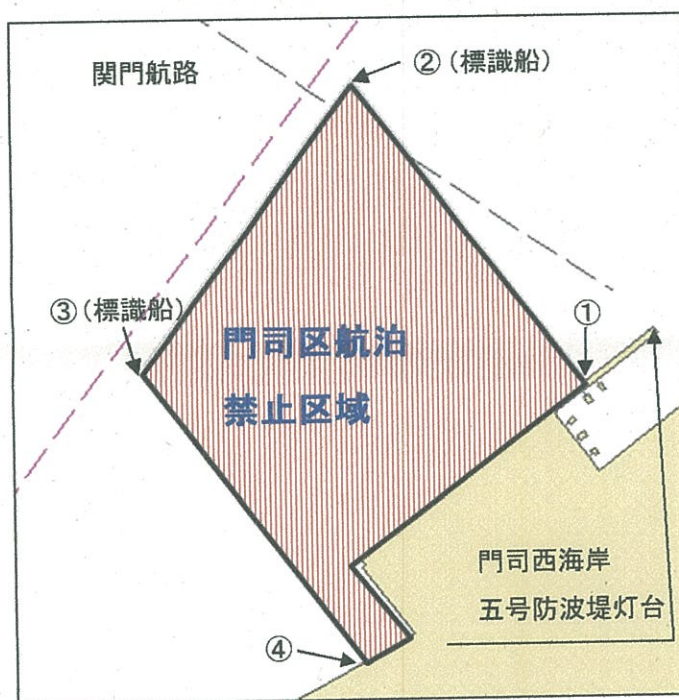 関門航路
②（標識船）
③（標識船）
①
門司区航泊
禁止区域
門司西海岸
五号防波堤灯台
④